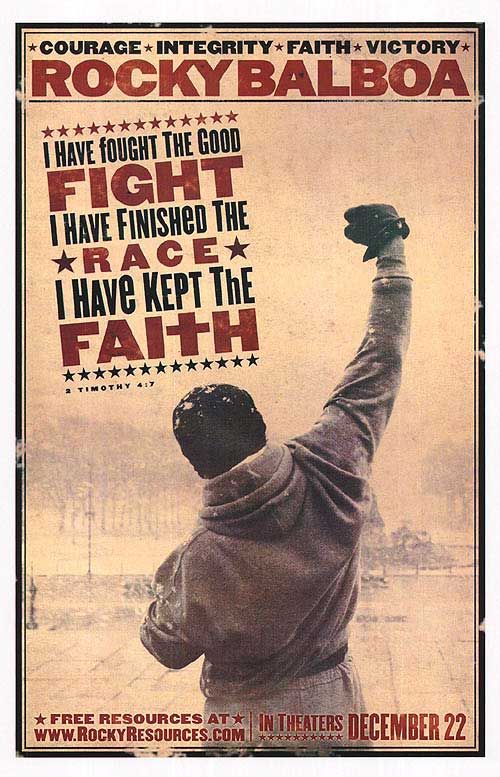 ★COURAGE★INTEGRITY★FAITH★VICTORY★
ROCKY BALBOA
I HAVE fOUGHT THE GOOD
FIGHT
I HAVE FINISHED THE
★RACE★
I HAVE KEPT THE
FAITH
2 TIMOTHY 4:7
★FREE RESOURCES AT★
WWW.ROCKYRESOURCES.COM
IN THEATERS
DECEMBER 22